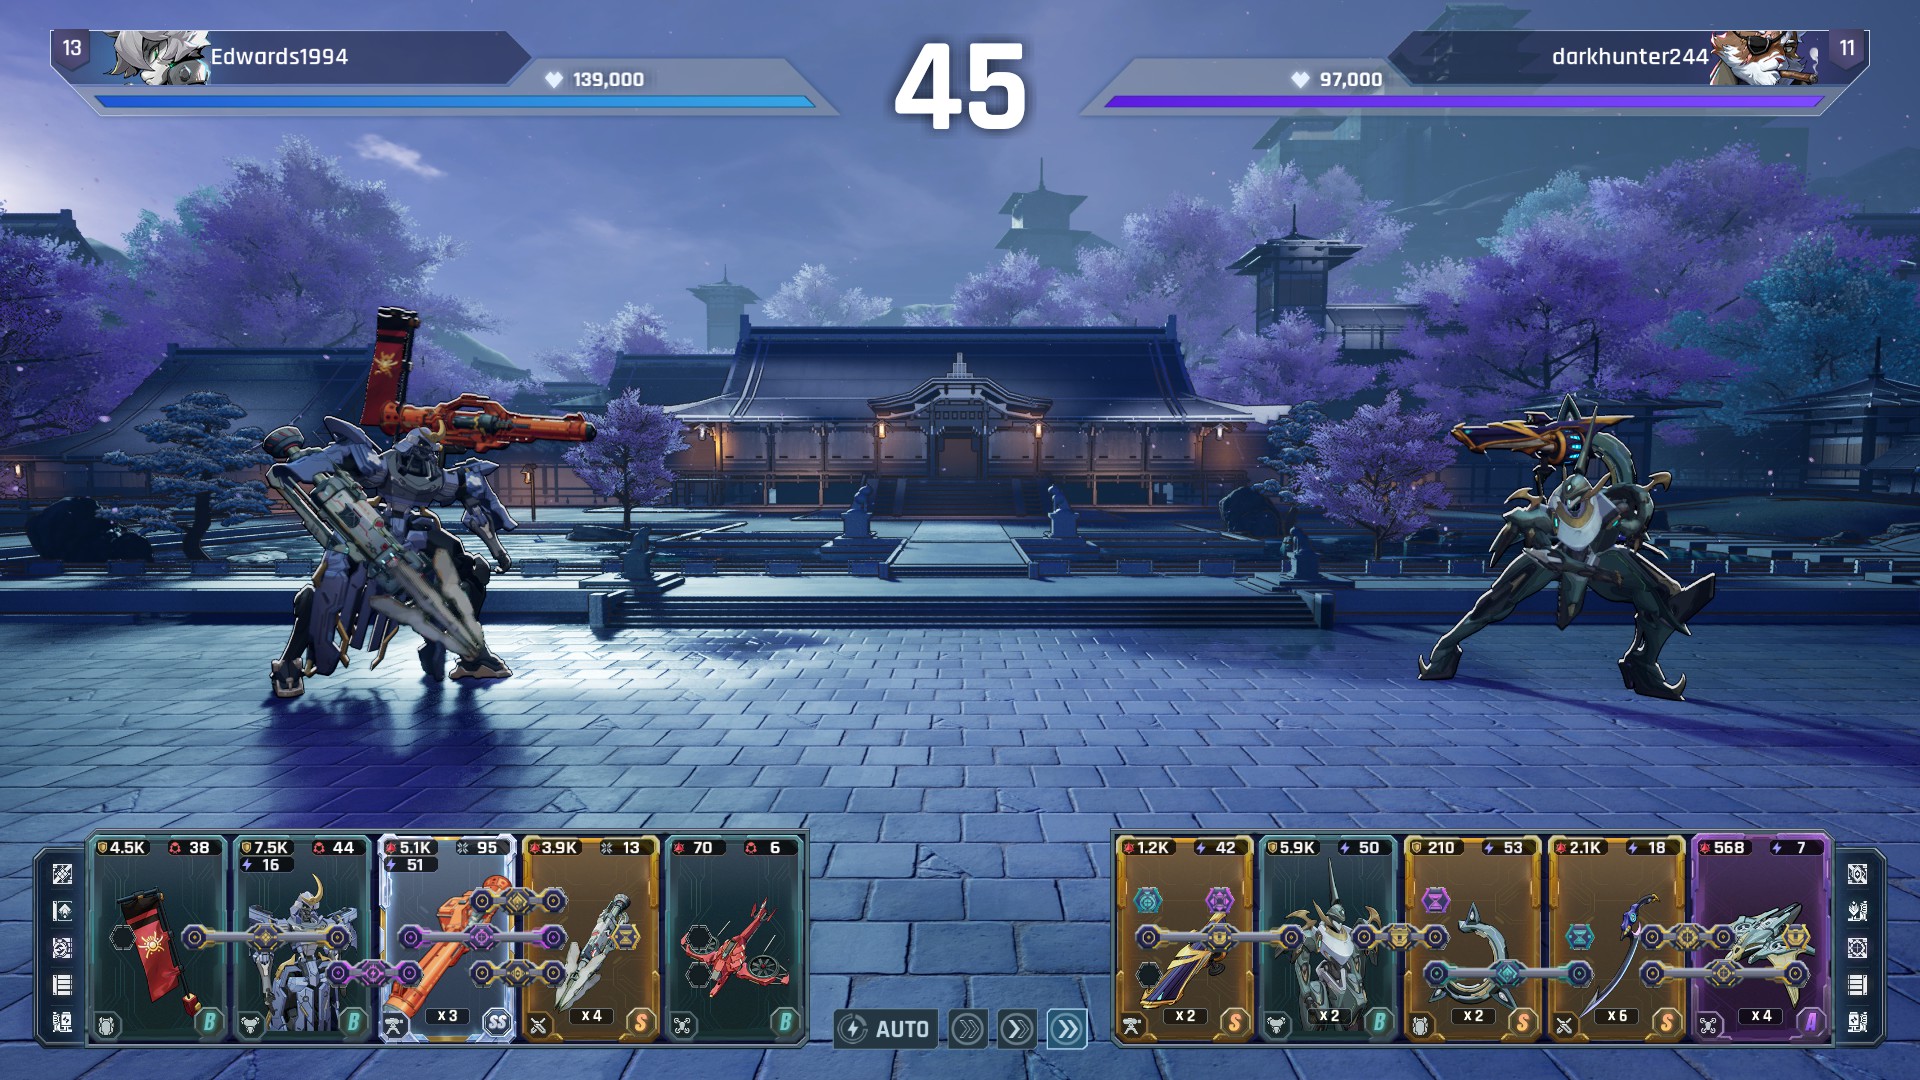 13
Edwards1994
139,000
45
97,000
darkhunter244
11
4.5K 38
B
7.5K 44
16
B
5.1K 95
51
x3
SS
3.9K 13
x4
S
70 6
B
AUTO
1.2K 42
x2
S
5.9K 50
x2
B
210 53
x2
S
2.1K 18
x6
S
568 7
x4
A